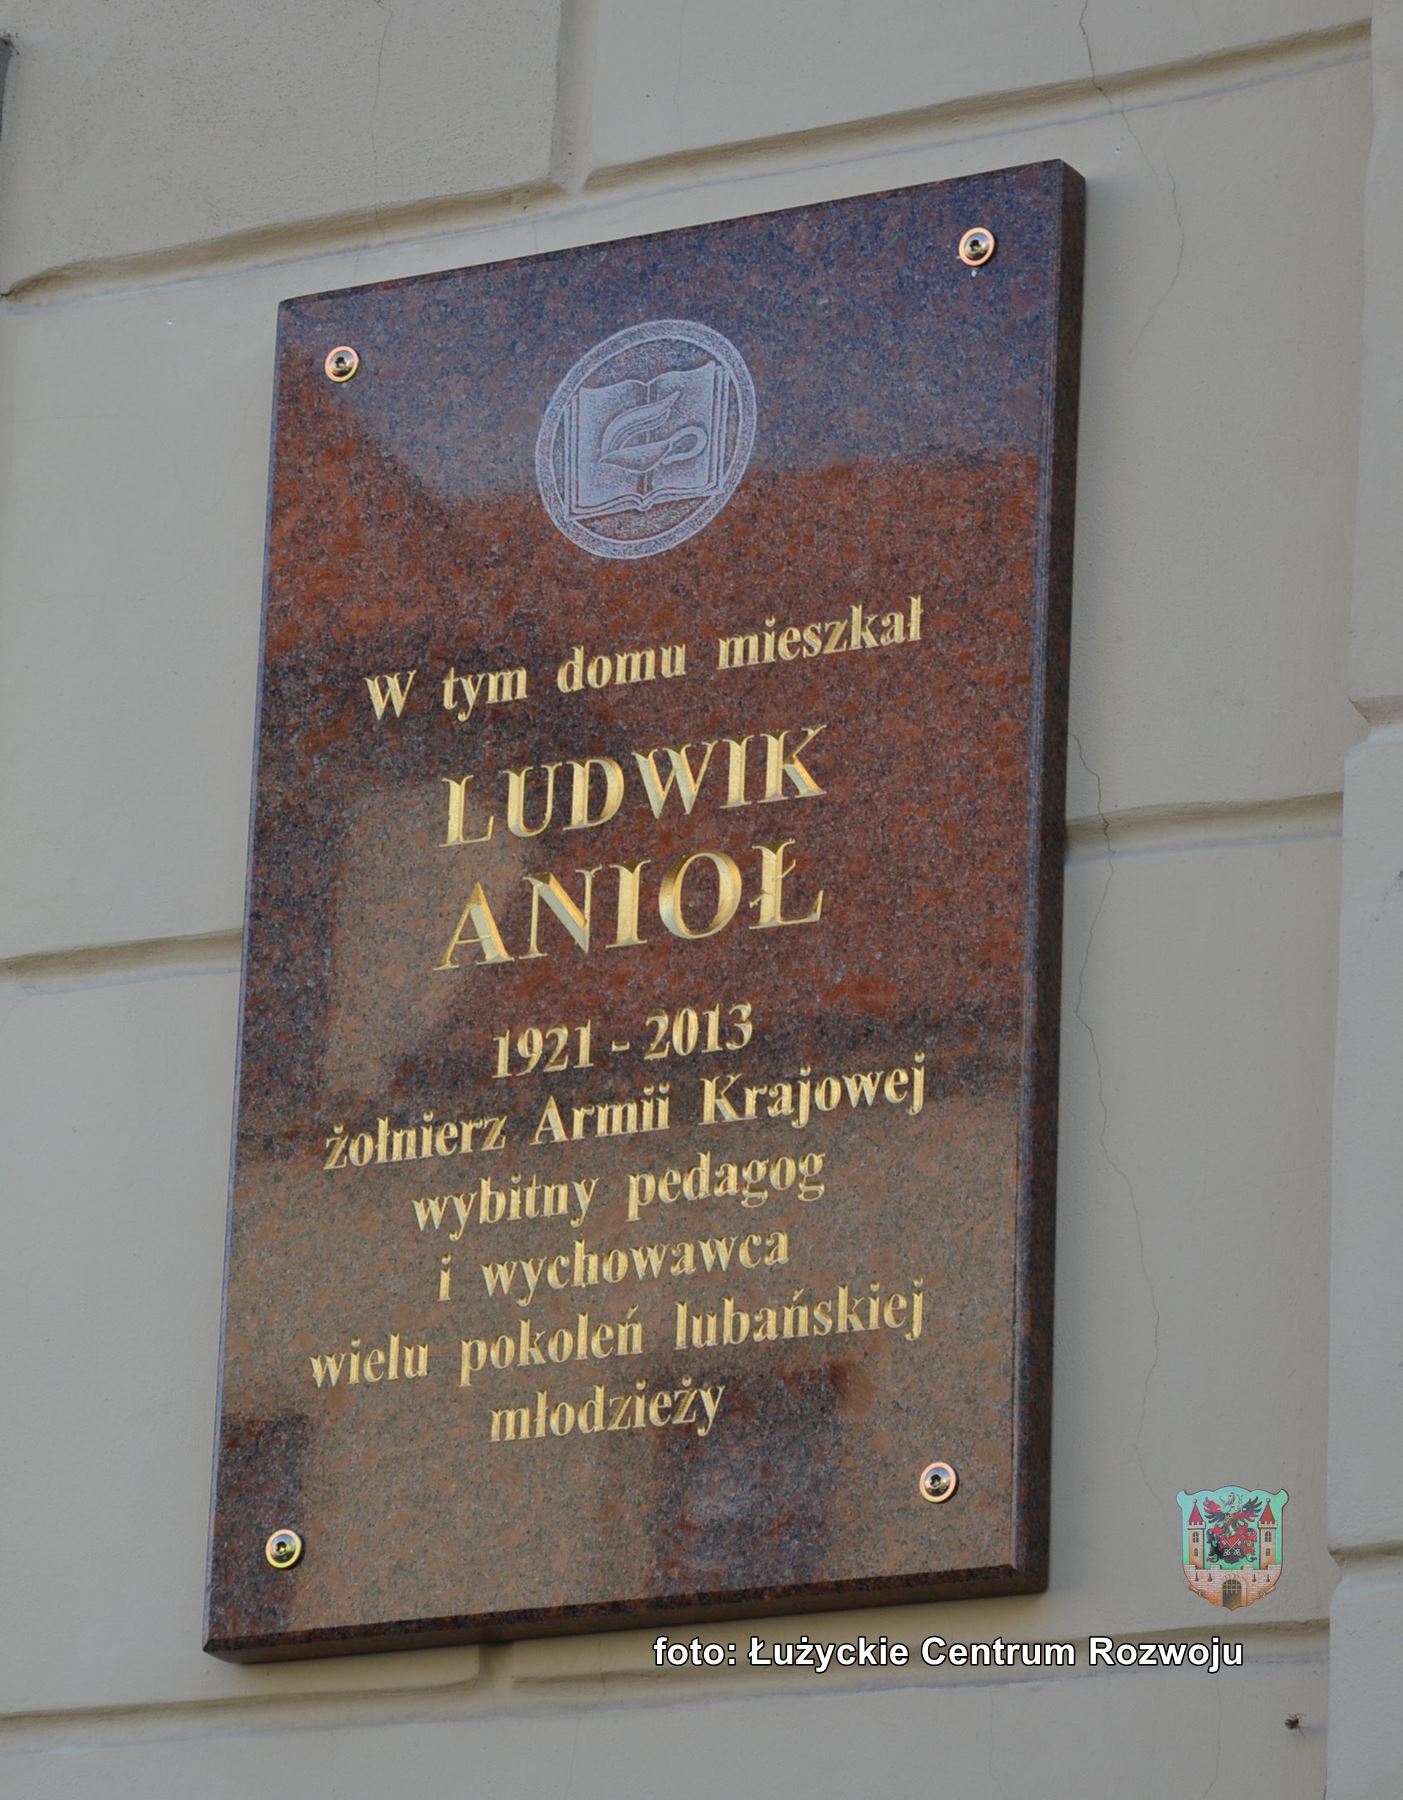 W tym domu mieszkał
LUDWIK
ANIOŁ
1921 - 2013
żołnierz Armii Krajowej
wybitny pedagog
i wychowawca
wielu pokoleń lubańskiej
młodzieży
foto: Łużyckie Centrum Rozwoju